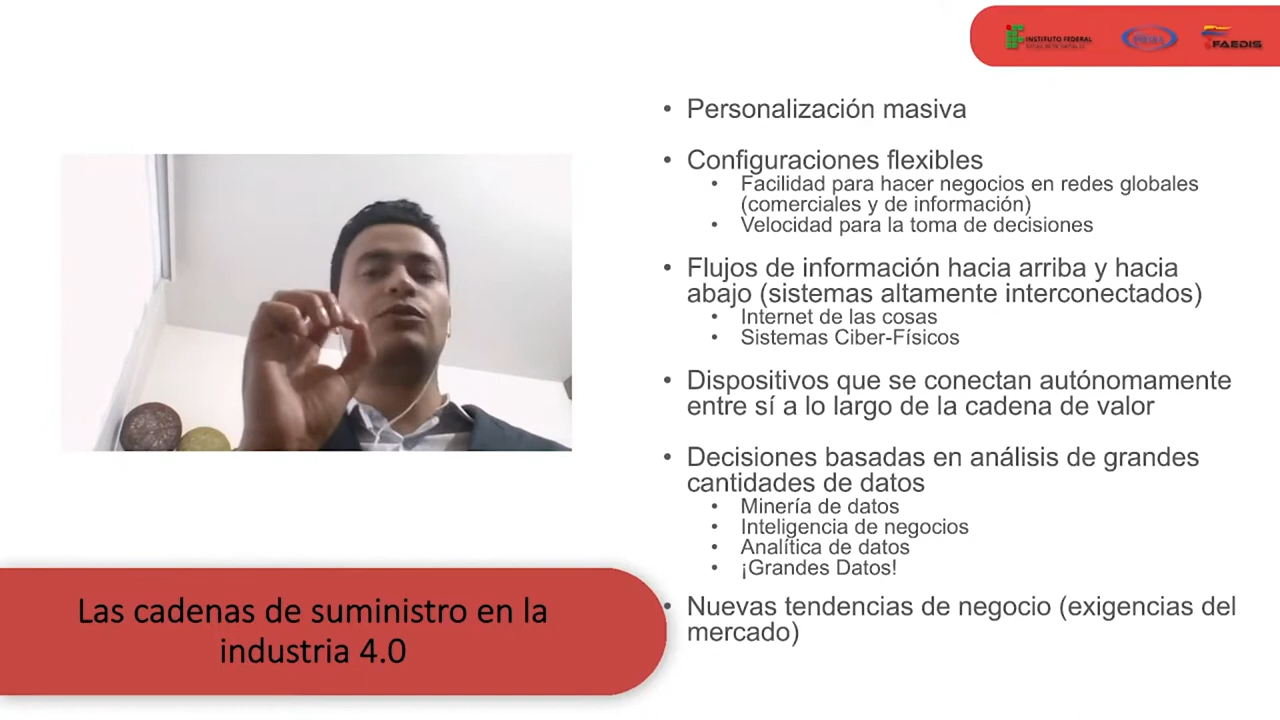 INSTITUTO FEDERAL
FAEDIS
• Personalización masiva
• Configuraciones flexibles
• Facilidad para hacer negocios en redes globales
(comerciales y de información)
• Velocidad para la toma de decisiones
• Flujos de información hacia arriba y hacia
abajo (sistemas altamente interconectados)
• Internet de las cosas
• Sistemas Ciber-Físicos
• Dispositivos que se conectan autónomamente
entre sí a lo largo de la cadena de valor
• Decisiones basadas en análisis de grandes
cantidades de datos
• Minería de datos
• Inteligencia de negocios
• Analítica de datos
• ¡Grandes Datos!
• Nuevas tendencias de negocio (exigencias del
mercado)
Las cadenas de suministro en la
industria 4.0